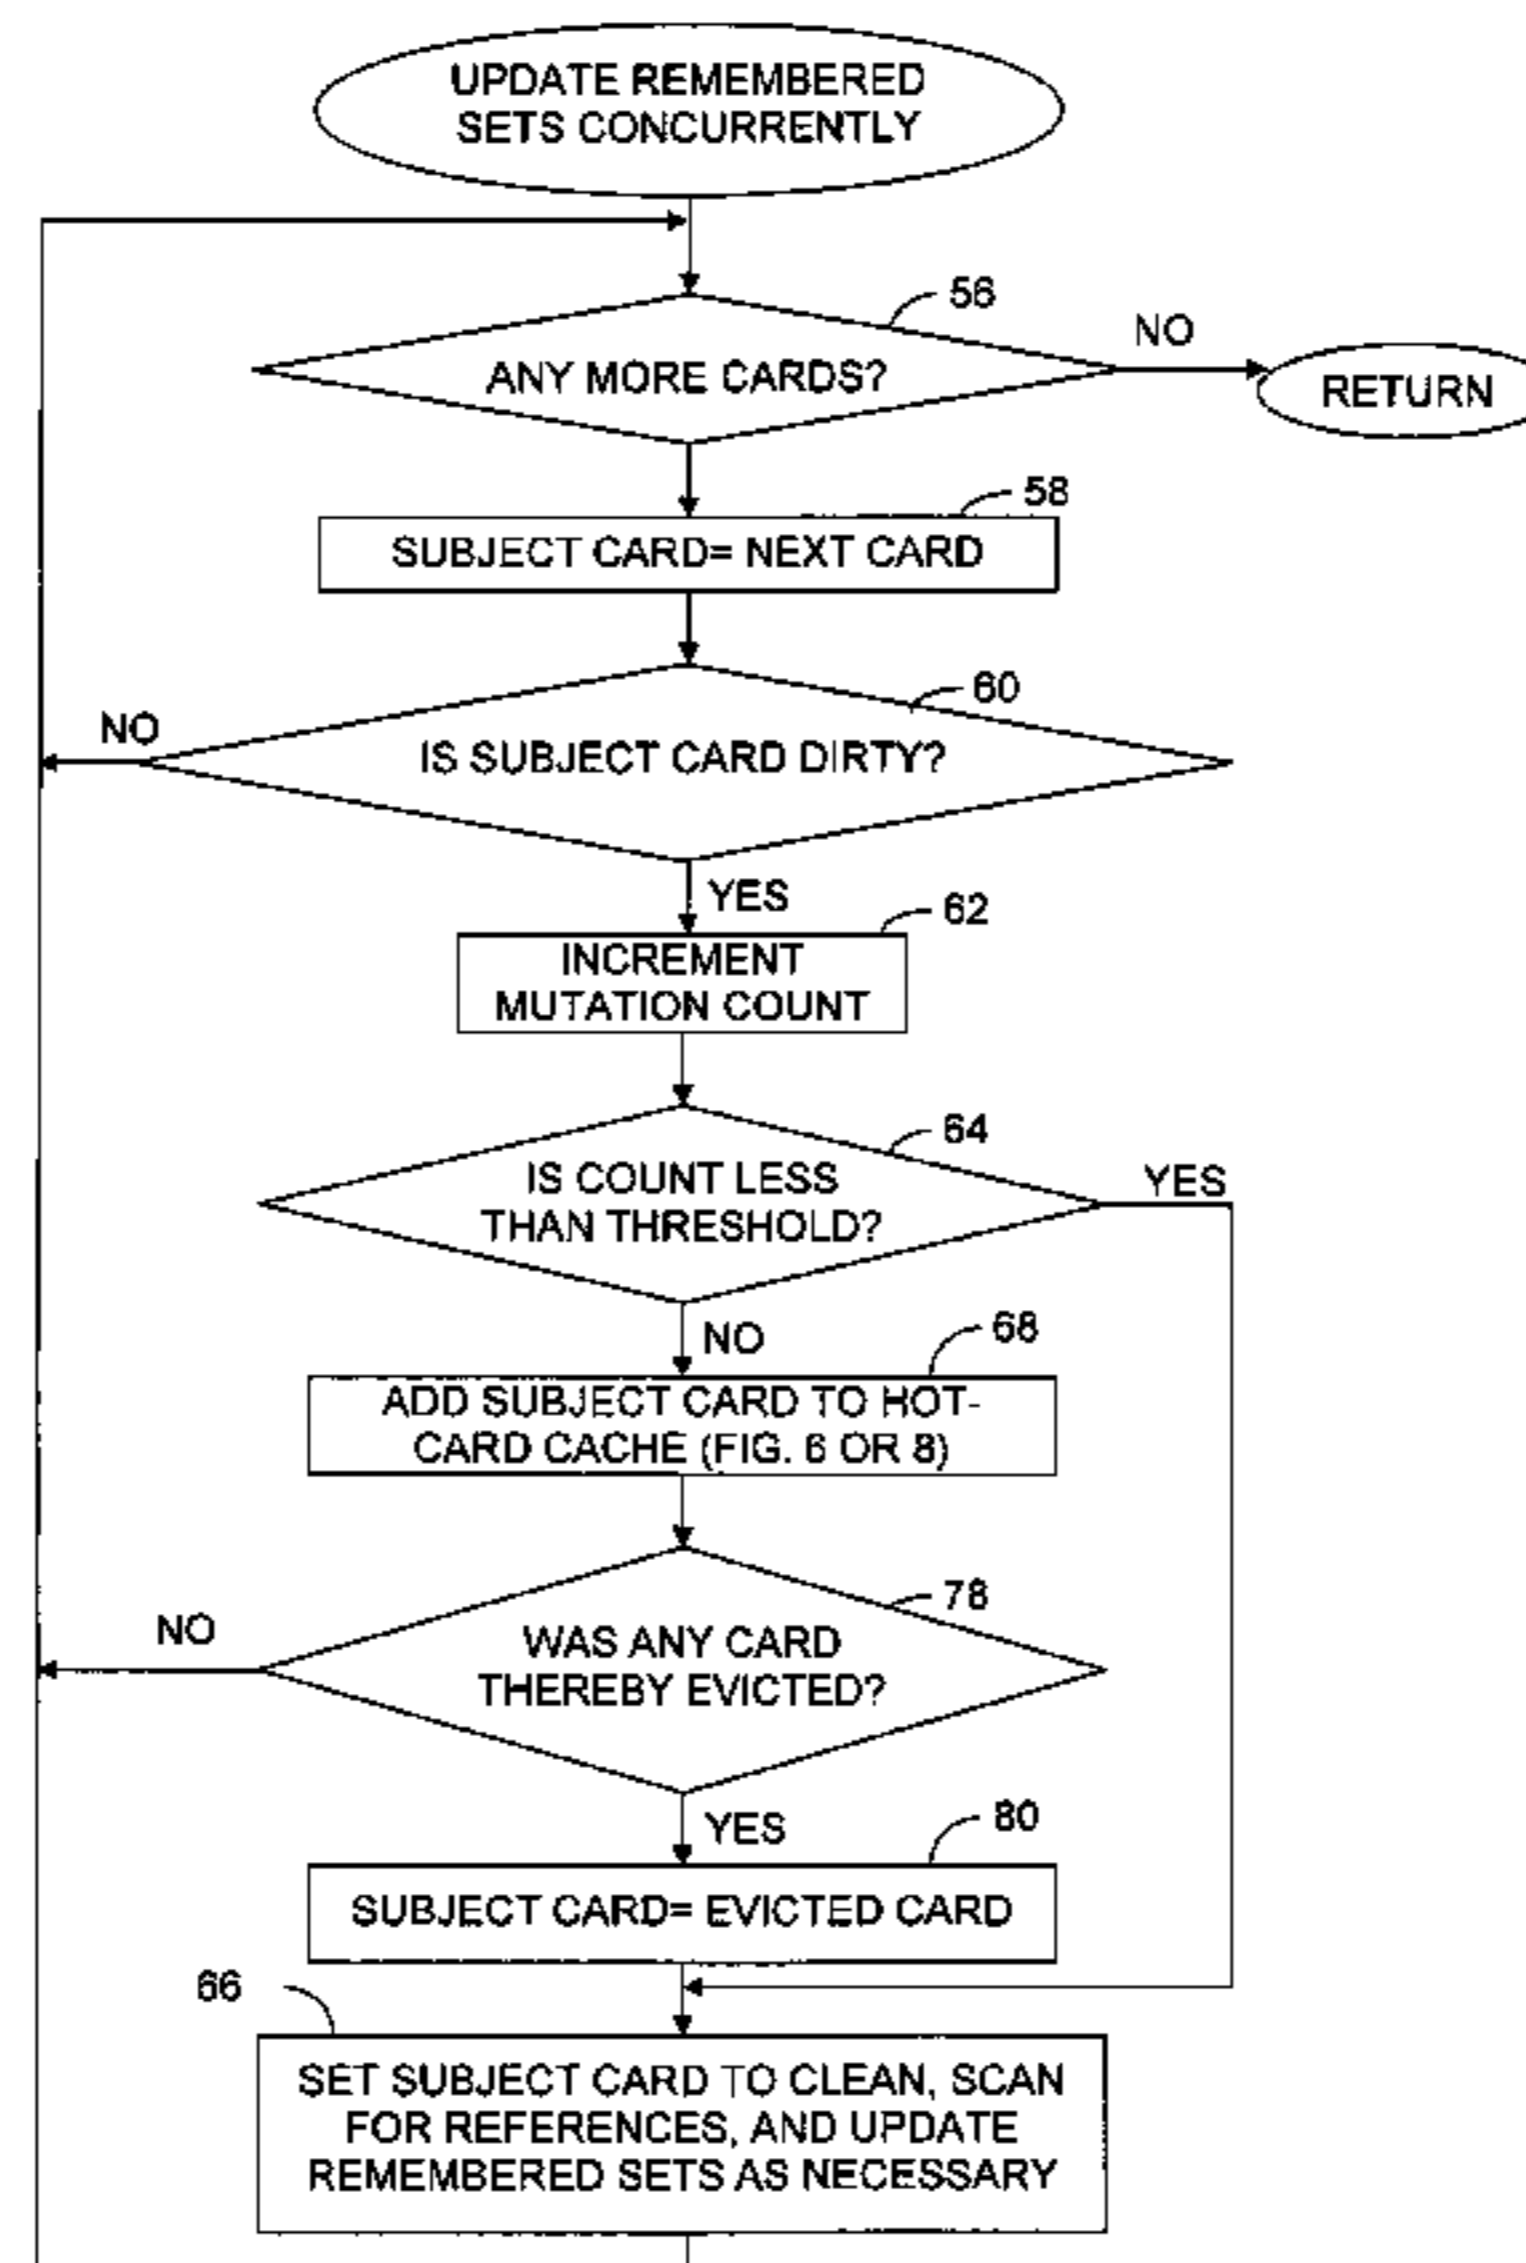 UPDATE REMEMBERED
SETS CONCURRENTLY
56
NO
ANY MORE CARDS?
RETURN
58
SUBJECT CARD= NEXT CARD
60
NO
IS SUBJECT CARD DIRTY?
YES
62
INCREMENT
MUTATION COUNT
64
IS COUNT LESS
THAN THRESHOLD?
YES
NO
68
ADD SUBJECT CARD TO HOT-
CARD CACHE (FIG. 6 OR 8)
78
NO
WAS ANY CARD
THEREBY EVICTED?
YES
80
SUBJECT CARD= EVICTED CARD
66
SET SUBJECT CARD TO CLEAN, SCAN
FOR REFERENCES, AND UPDATE
REMEMBERED SETS AS NECESSARY